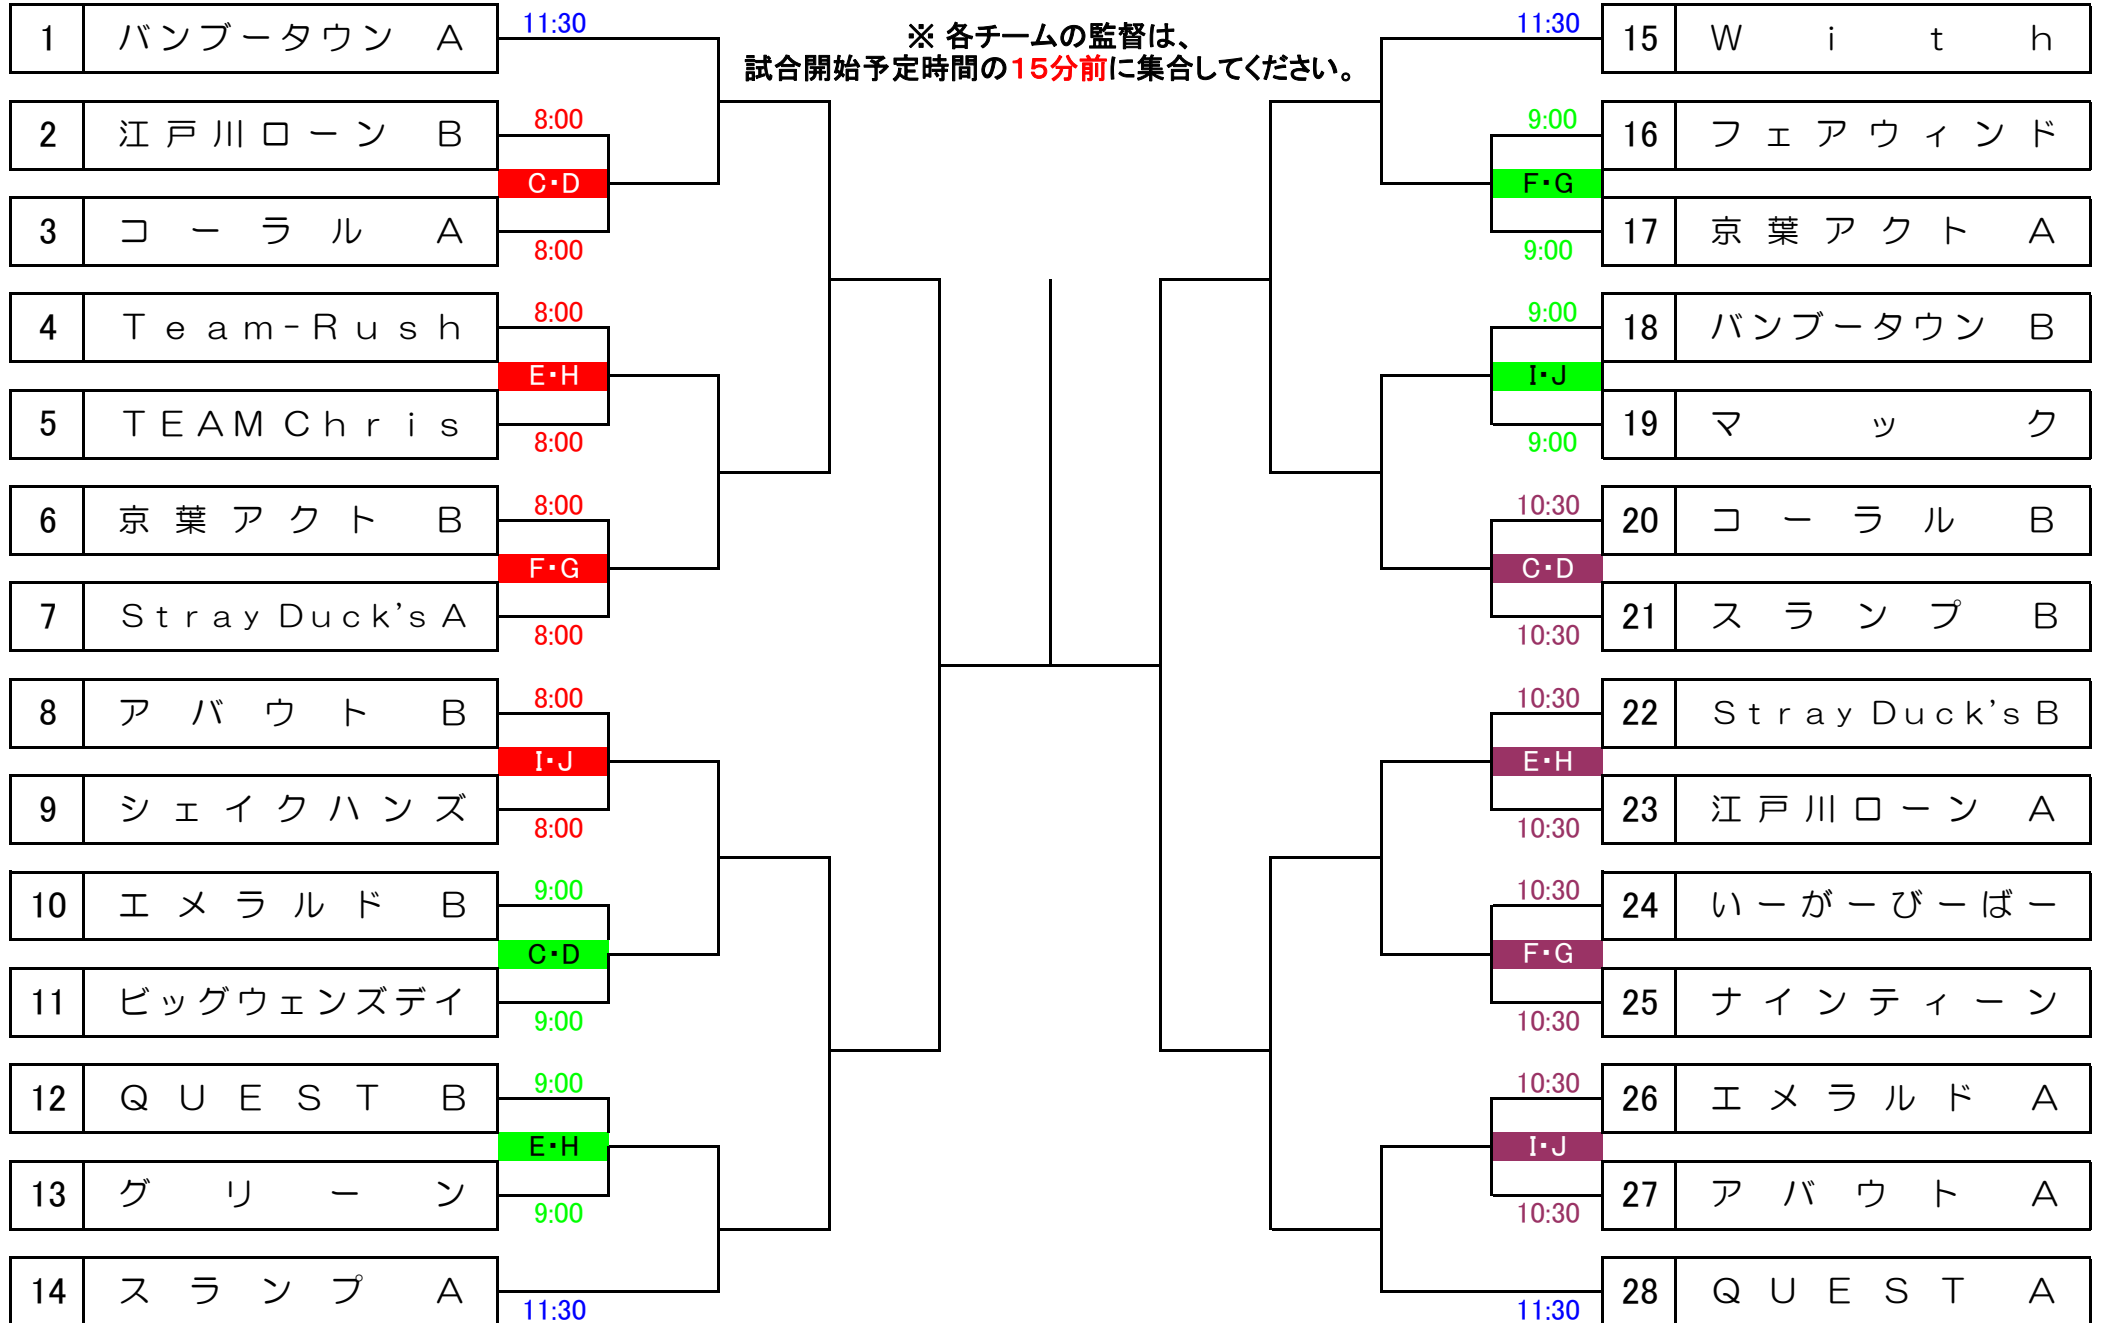 ※ 各チームの監督は、
試合開始予定時間の15分前に集合してください。
1 バンブータウン A 11:30
2 江戸川ローン B 8:00
C・D
3 コーラル A 8:00
4 Team-Rush 8:00
E・H
5 TEAM Chris 8:00
6 京葉アクト B 8:00
F・G
7 Stray Duck's A 8:00
8 アバウト B 8:00
I・J
9 シェイクハンズ 8:00
10 エメラルド B 9:00
C・D
11 ビッグウェンズデイ 9:00
12 QUEST B 9:00
E・H
13 グリーン 9:00
14 スランプ A 11:30
11:30 15 With
9:00 16 フェアウィンド
F・G
9:00 17 京葉アクト A
9:00 18 バンブータウン B
I・J
9:00 19 マック
10:30 20 コーラル B
C・D
10:30 21 スランプ B
10:30 22 Stray Duck's B
E・H
10:30 23 江戸川ローン A
10:30 24 いーがーびーばー
F・G
10:30 25 ナインティーン
10:30 26 エメラルド A
I・J
10:30 27 アバウト A
11:30 28 QUEST A